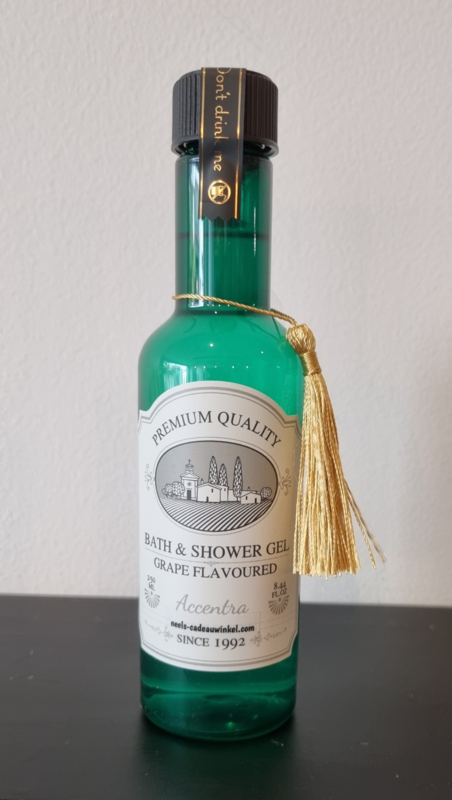 Don't drink me
PREMIUM QUALITY
BATH & SHOWER GEL
GRAPE FLAVOURED
ML
8.44
FL.OZ
Accentra
neels-cadeauwinkel.com
SINCE 1992